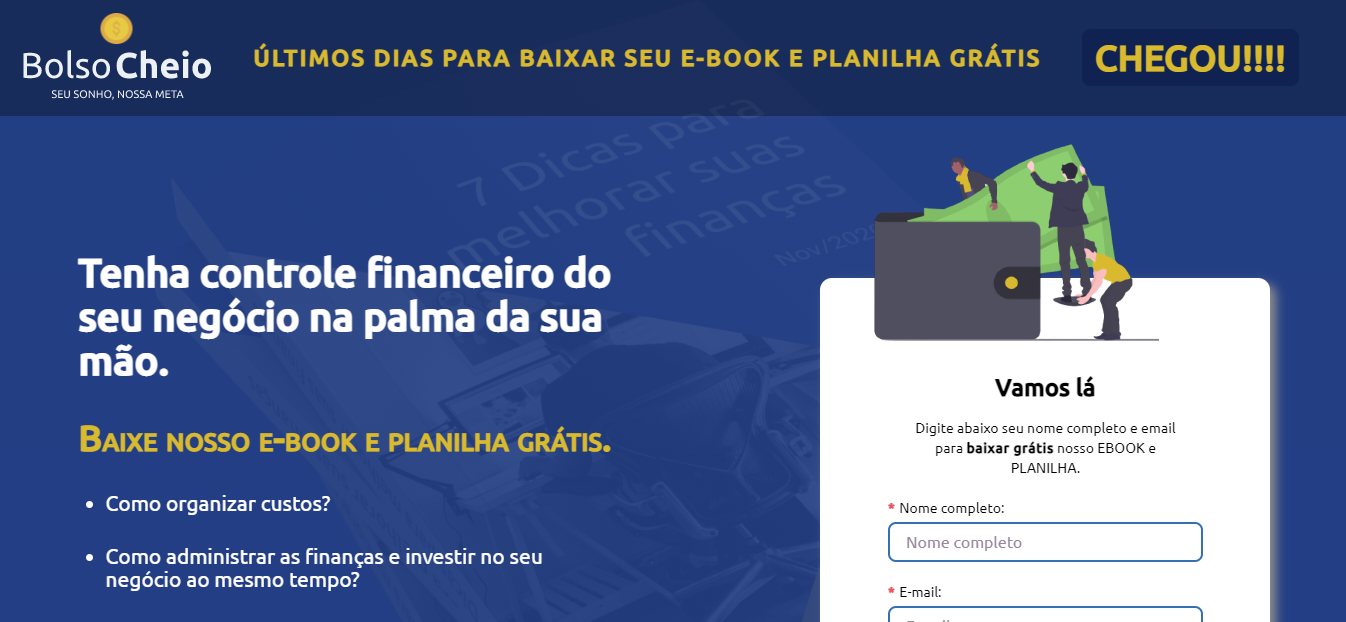 Bolso Cheio
SEU SONHO, NOSSA META
ÚLTIMOS DIAS PARA BAIXAR SEU E-BOOK E PLANILHA GRÁTIS
CHEGOU!!!!
7 Dicas para
melhorar suas
finanças
Nov/2020
Tenha controle financeiro do
seu negócio na palma da sua
mão.
BAIXE NOSSO E-BOOK E PLANILHA GRÁTIS.
• Como organizar custos?
• Como administrar as finanças e investir no seu
negócio ao mesmo tempo?
Vamos lá
Digite abaixo seu nome completo e email
para baixar grátis nosso EBOOK e
PLANILHA.
* Nome completo:
Nome completo
* E-mail: